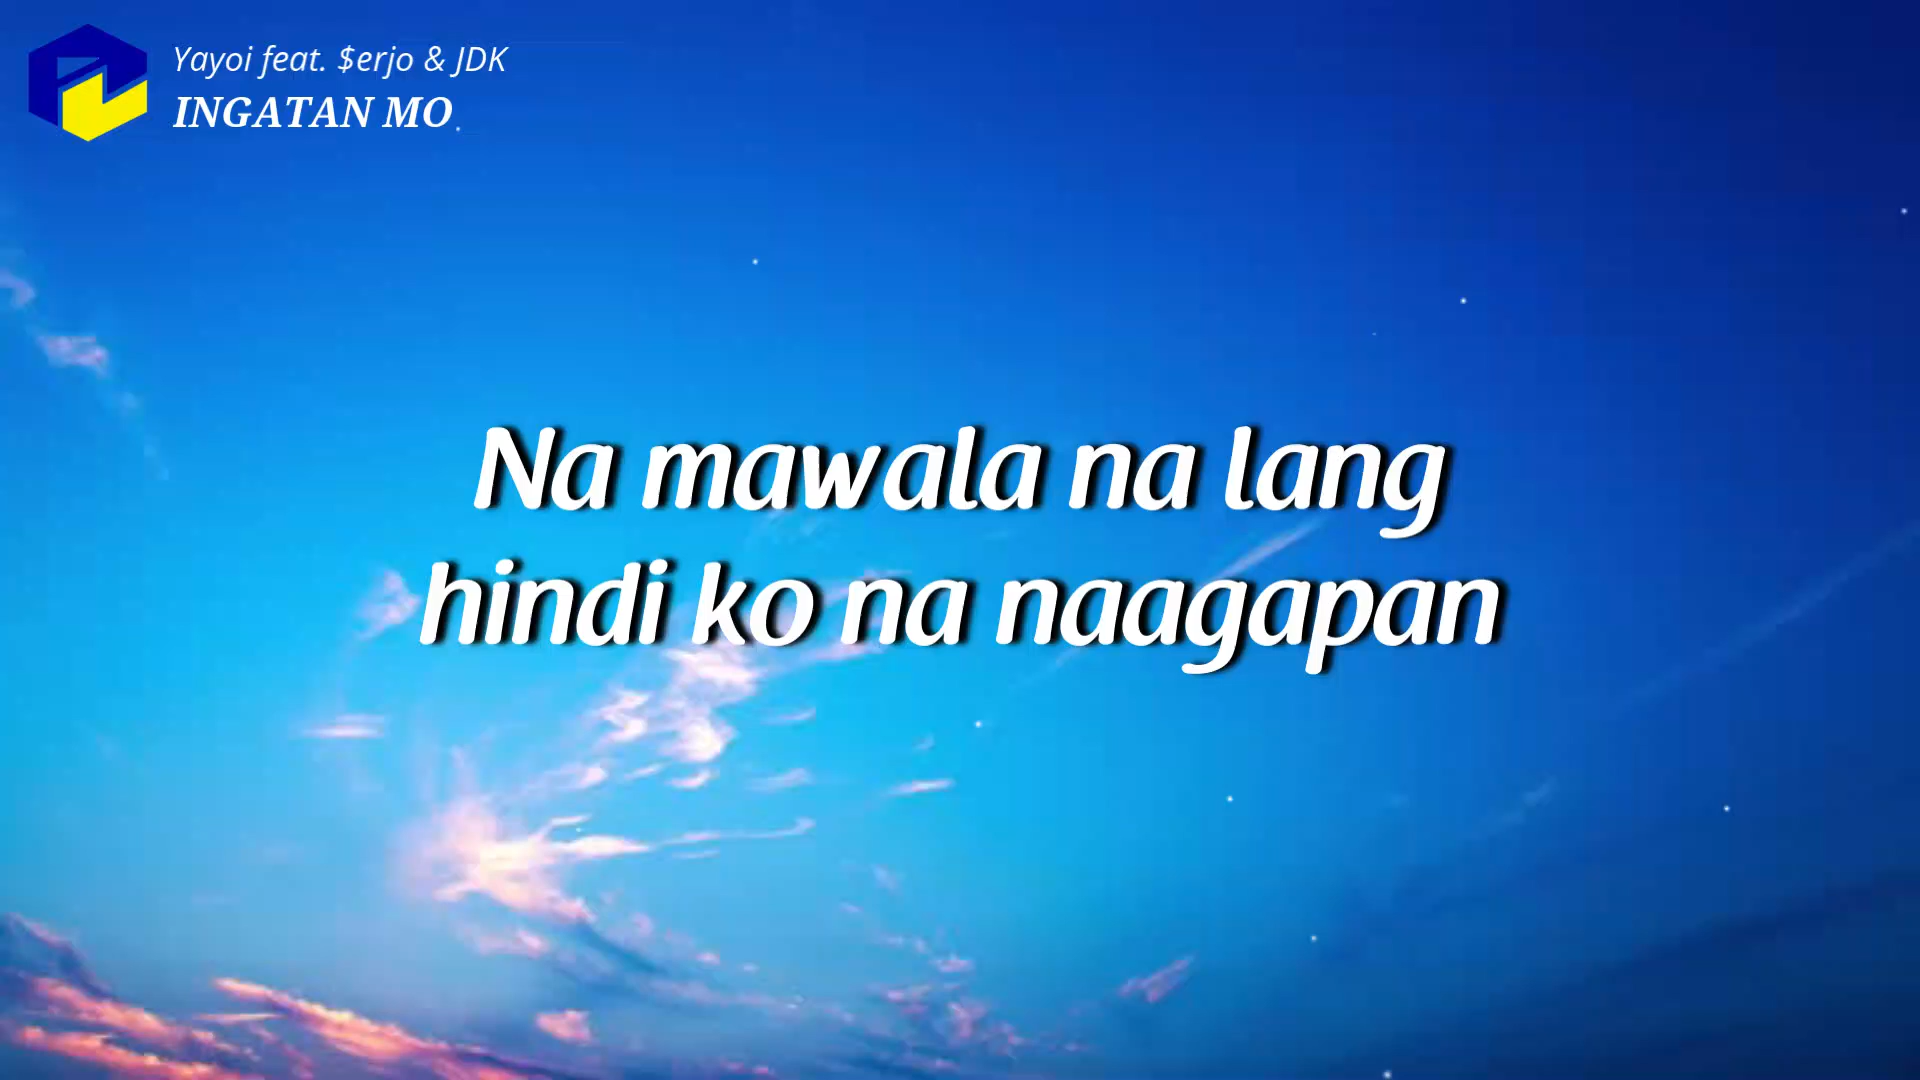 Yayoi feat. $erjo & JDK
INGATAN MO
Na mawala na lang
hindi ko na naagapan